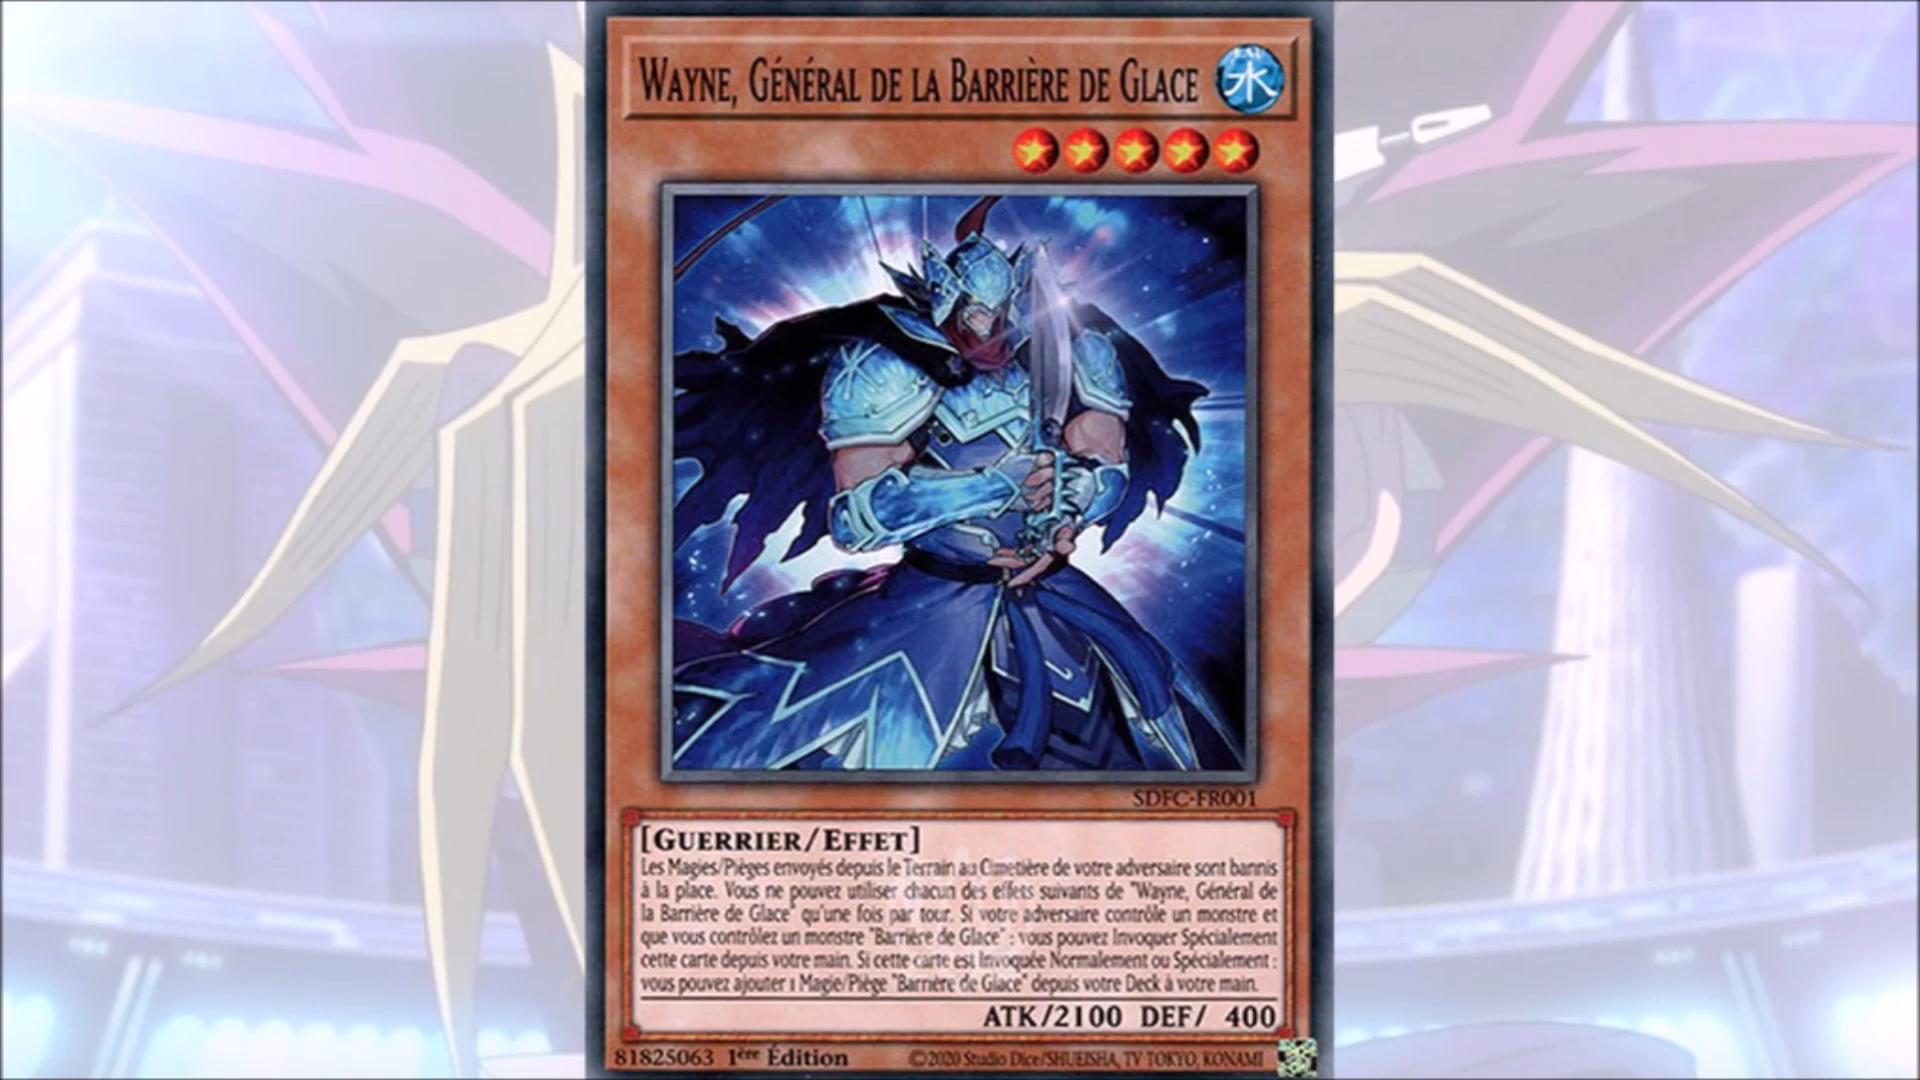 Wayne, Général de la Barrière de Glace
水
SDFC-FR001
[Guerrier/Effet]
Les Magies/Pièges envoyés depuis le Terrain au Cimetière de votre adversaire sont bannis
à la place. Vous ne pouvez utiliser chacun des effets suivants de "Wayne, Général de
la Barrière de Glace" qu'une fois par tour. Si votre adversaire contrôle un monstre et
que vous contrôlez un monstre "Barrière de Glace" : vous pouvez Invoquer Spécialement
cette carte depuis votre main. Si cette carte est Invoquée Normalement ou Spécialement :
vous pouvez ajouter 1 Magie/Piège "Barrière de Glace" depuis votre Deck à votre main.
ATK/2100 DEF/ 400
81825063 1ère Édition ©2020 Studio Dice/SHUEISHA, TV TOKYO, KONAMI